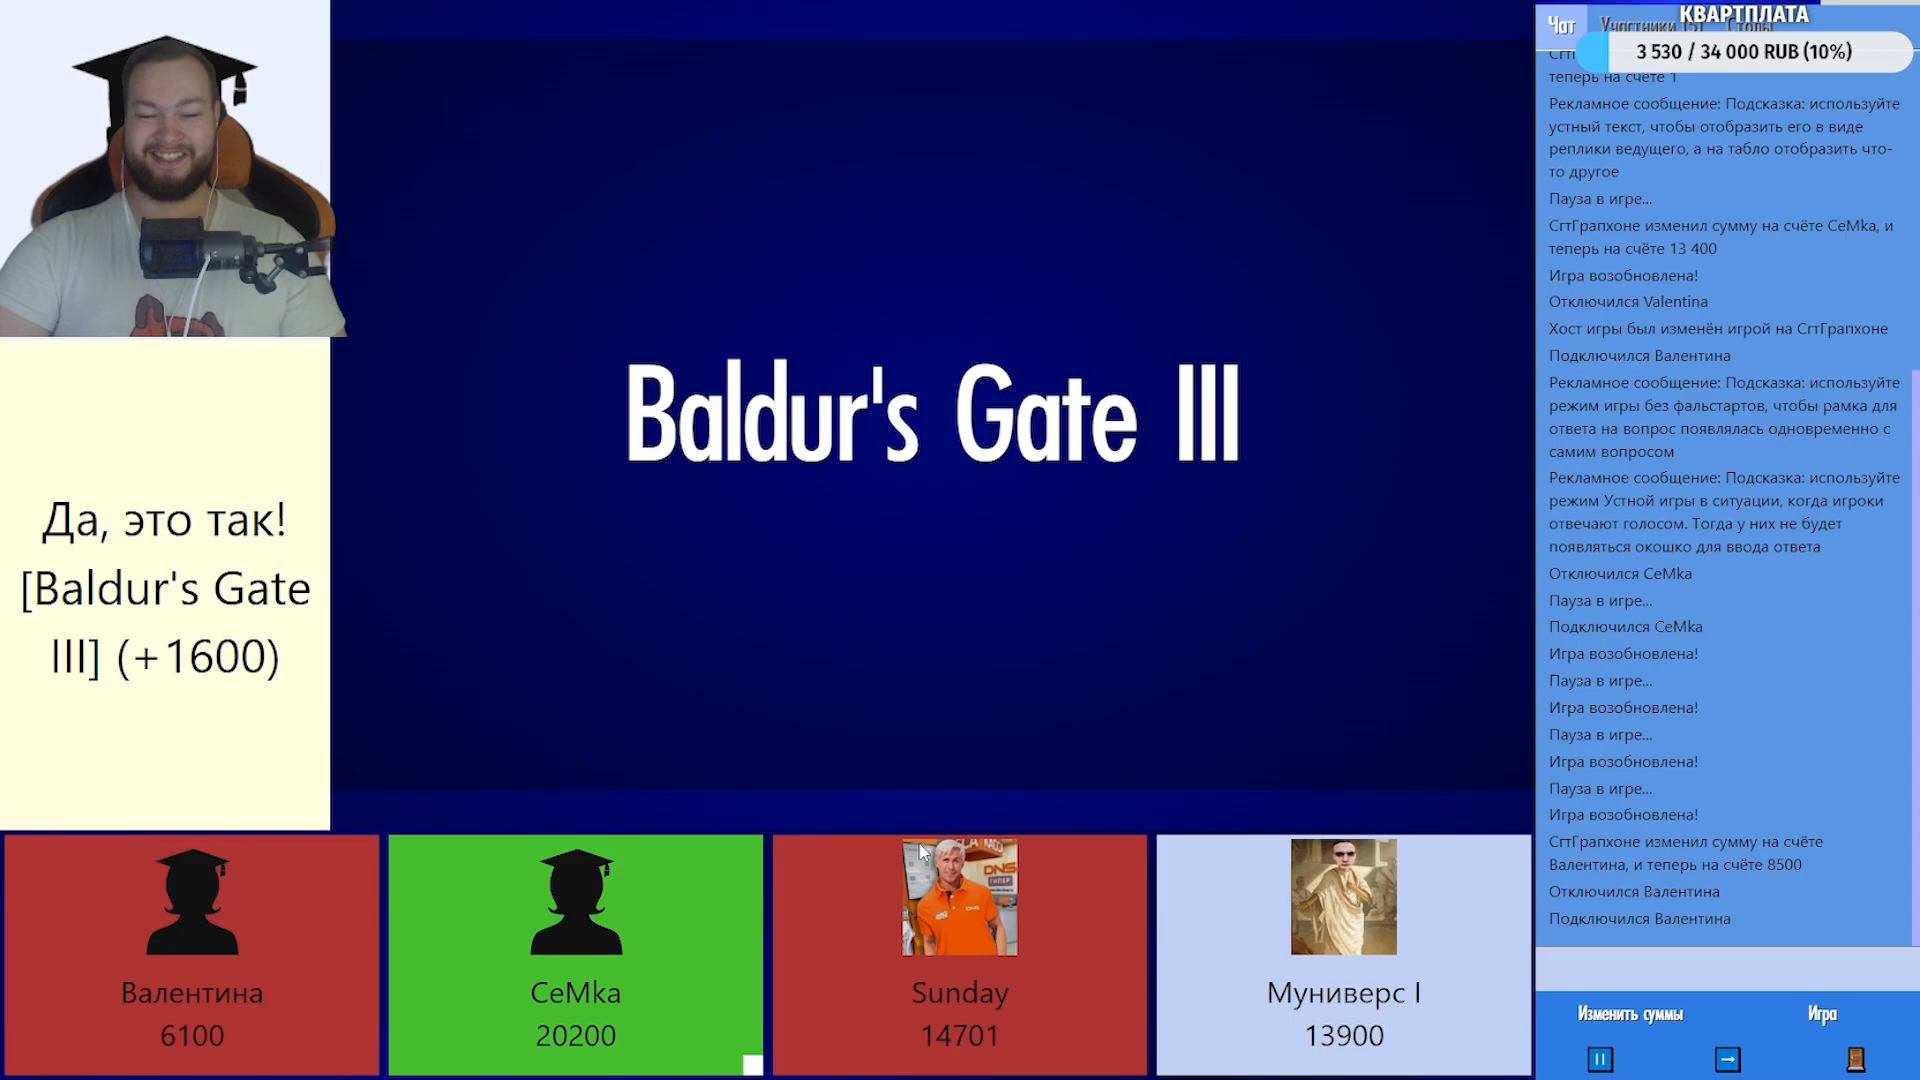 Baldur's Gate III
Да, это так!
[Baldur's Gate
III] (+1600)
Валентина
6100
CeMka
20200
DNS
Sunday
14701
Муниверс I
13900
КВАРТПЛАТА
Чат
Участники (5)
Столы
3 530 / 34 000 RUB (10%)
теперь на счёте 1
Рекламное сообщение: Подсказка: используйте
устный текст, чтобы отобразить его в виде
реплики ведущего, а на табло отобразить что-
то другое
Пауза в игре...
СгтГрапхоне изменил сумму на счёте CeMka, и
теперь на счёте 13 400
Игра возобновлена!
Отключился Valentina
Хост игры был изменён игрой на СгтГрапхоне
Подключился Валентина
Рекламное сообщение: Подсказка: используйте
режим игры без фальстартов, чтобы рамка для
ответа на вопрос появлялась одновременно с
самим вопросом
Рекламное сообщение: Подсказка: используйте
режим Устной игры в ситуации, когда игроки
отвечают голосом. Тогда у них не будет
появляться окошко для ввода ответа
Отключился CeMka
Пауза в игре...
Подключился CeMka
Игра возобновлена!
Пауза в игре...
Игра возобновлена!
Пауза в игре...
Игра возобновлена!
Пауза в игре...
Игра возобновлена!
СгтГрапхоне изменил сумму на счёте
Валентина, и теперь на счёте 8500
Отключился Валентина
Подключился Валентина
Изменить суммы
Игра